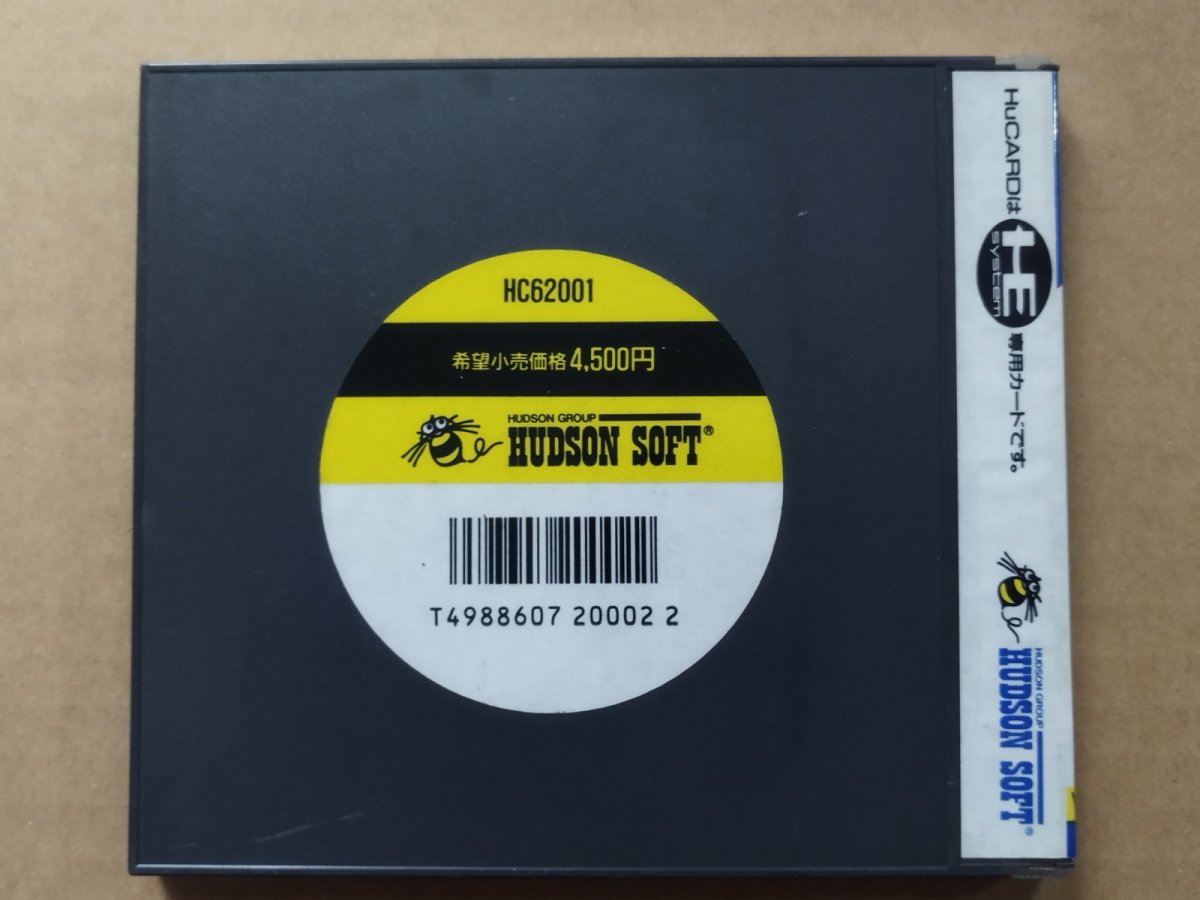 HC62001
希望小売価格4,500円
HUDSON GROUP
HUDSON SOFT®
T4988607 20002 2
HuCARDは HE system 専用カードです。
HUDSON GROUP
HUDSON SOFT®